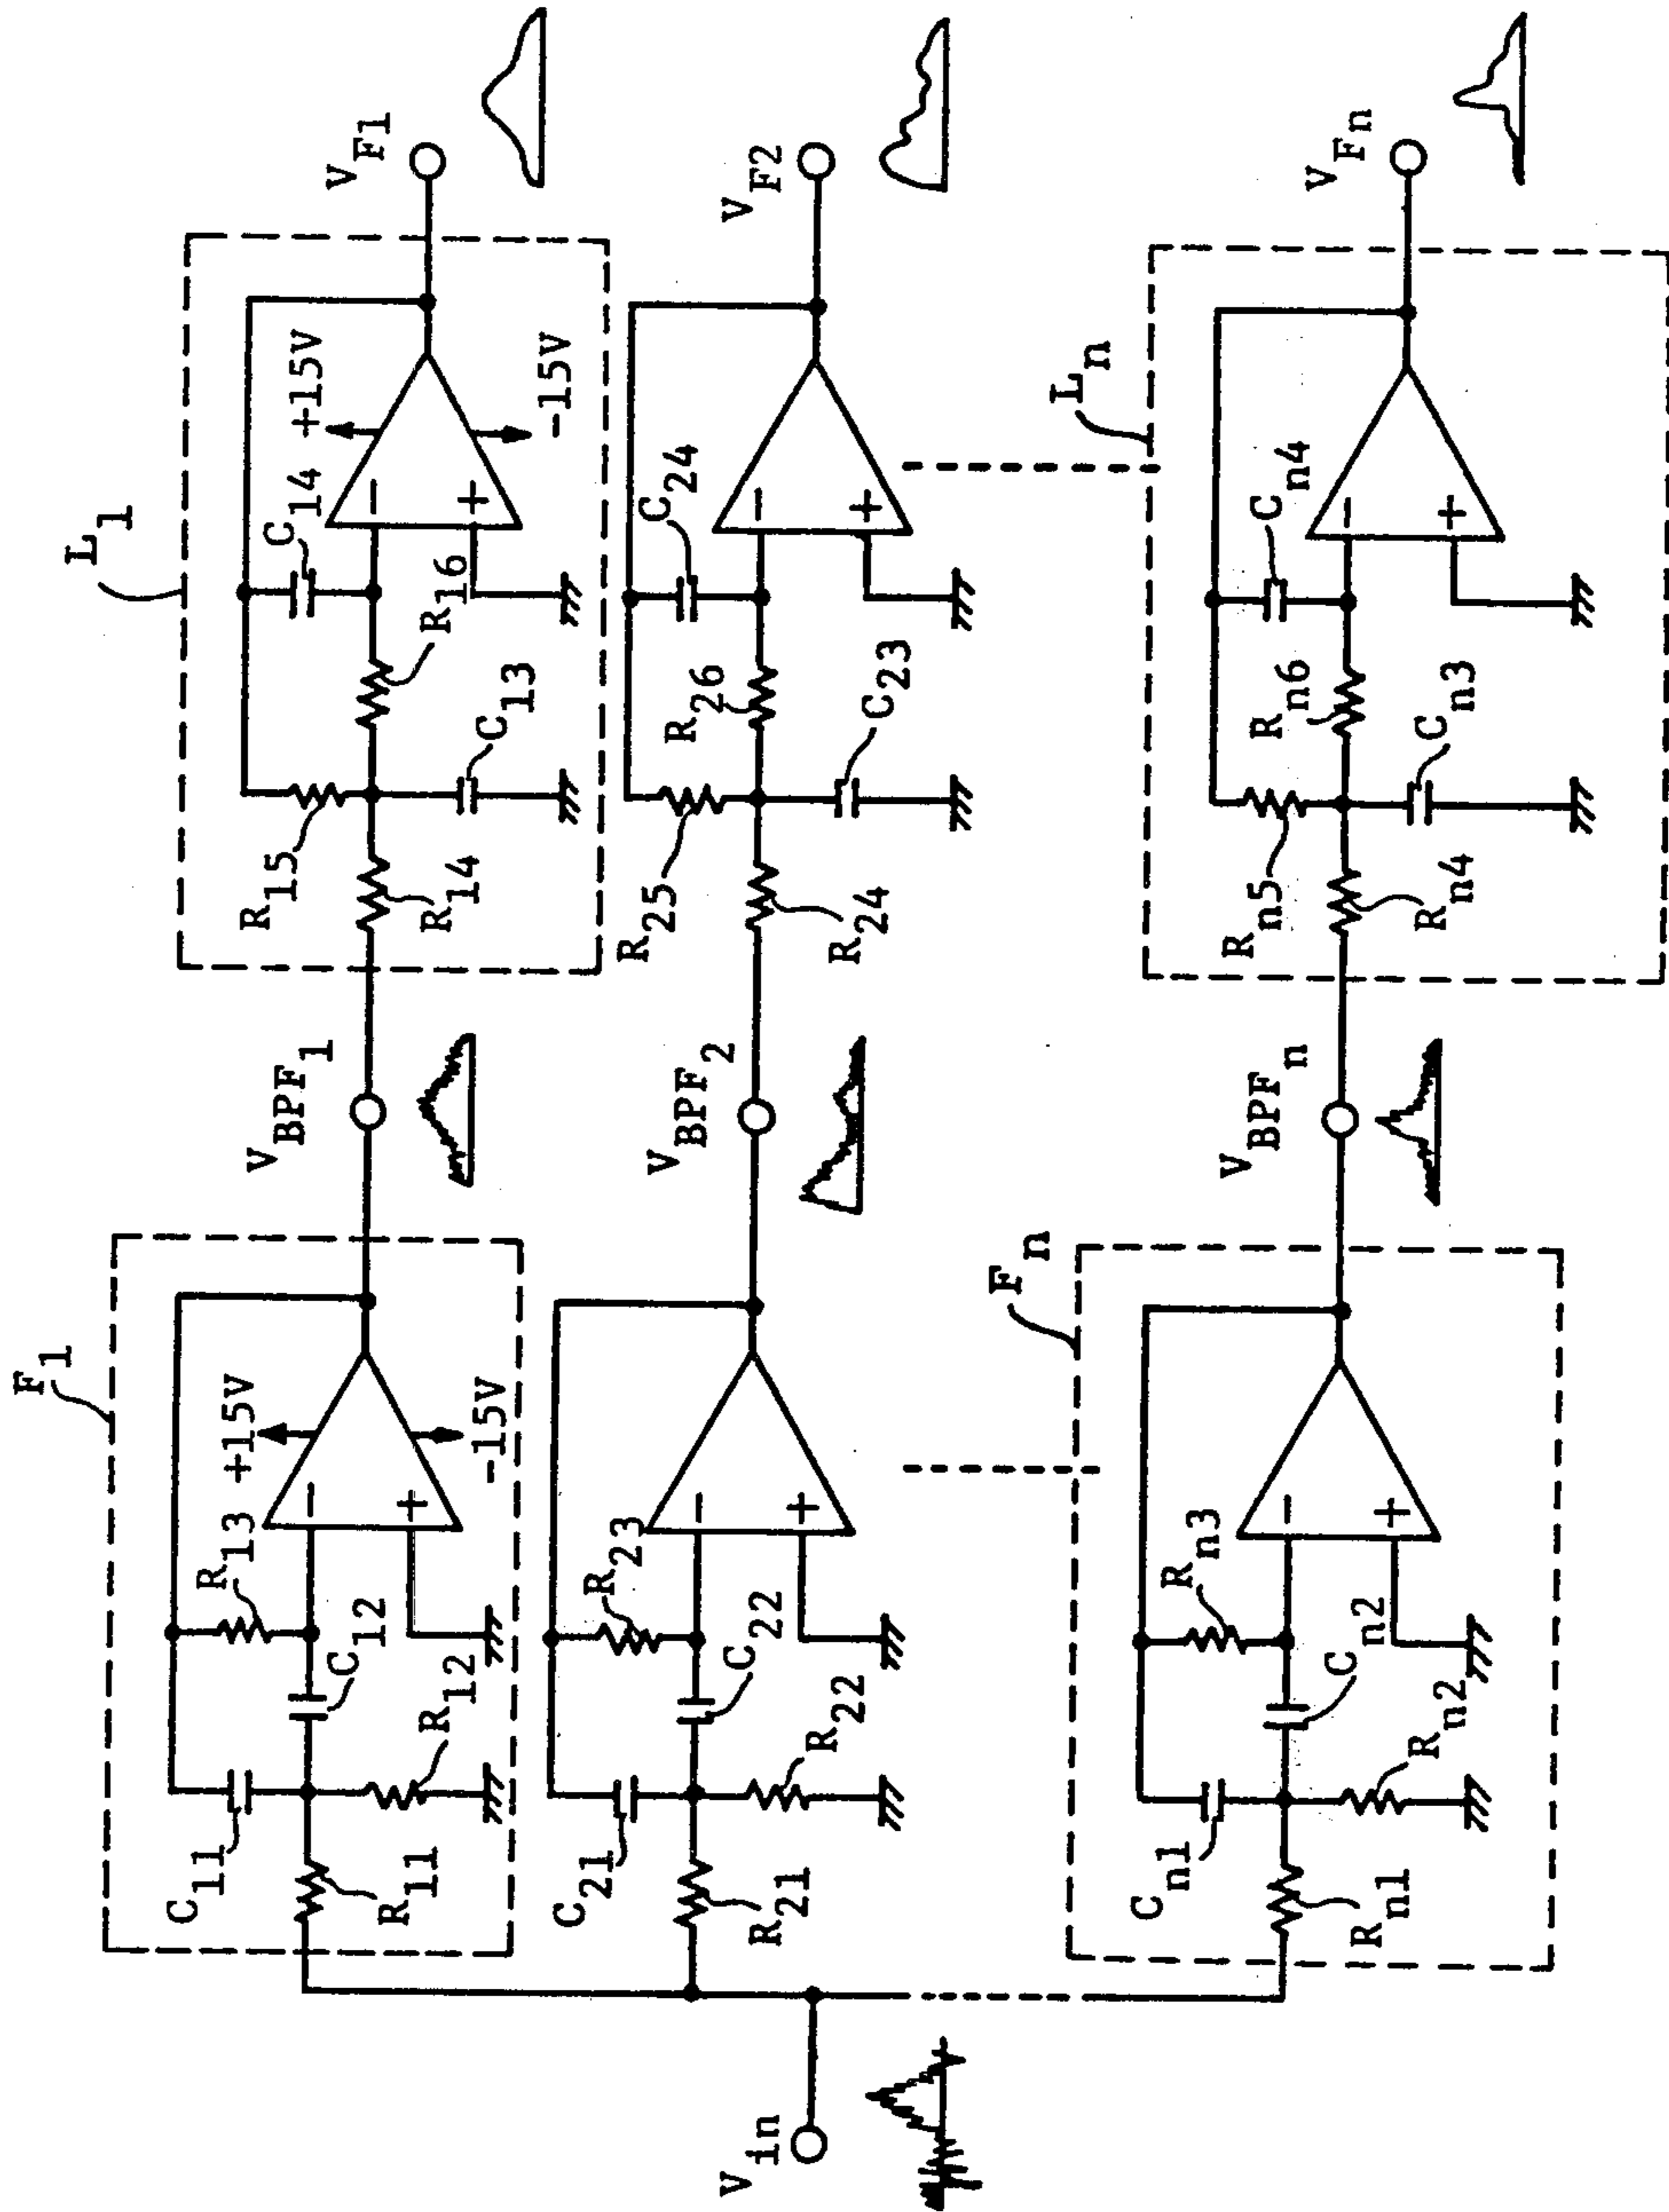 F1
L1
C11
R11
R12
C12
R13
+15V
-15V
VBPF1
R15
R14
C13
R16
C14
+15V
-15V
VF1
Vin
C21
R21
R22
C22
R23
VBPF2
R25
R24
C23
R26
C24
VF2
Fn
Ln
Cn1
Rn1
Rn2
Cn2
Rn3
VBPFn
Rn5
Rn4
Cn3
Rn6
Cn4
VFn